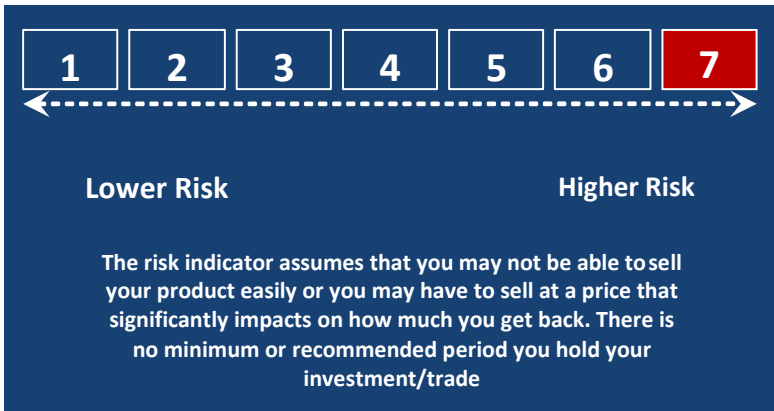 1 2 3 4 5 6 7
Lower Risk Higher Risk
The risk indicator assumes that you may not be able to sell
your product easily or you may have to sell at a price that
significantly impacts on how much you get back. There is
no minimum or recommended period you hold your
investment/trade